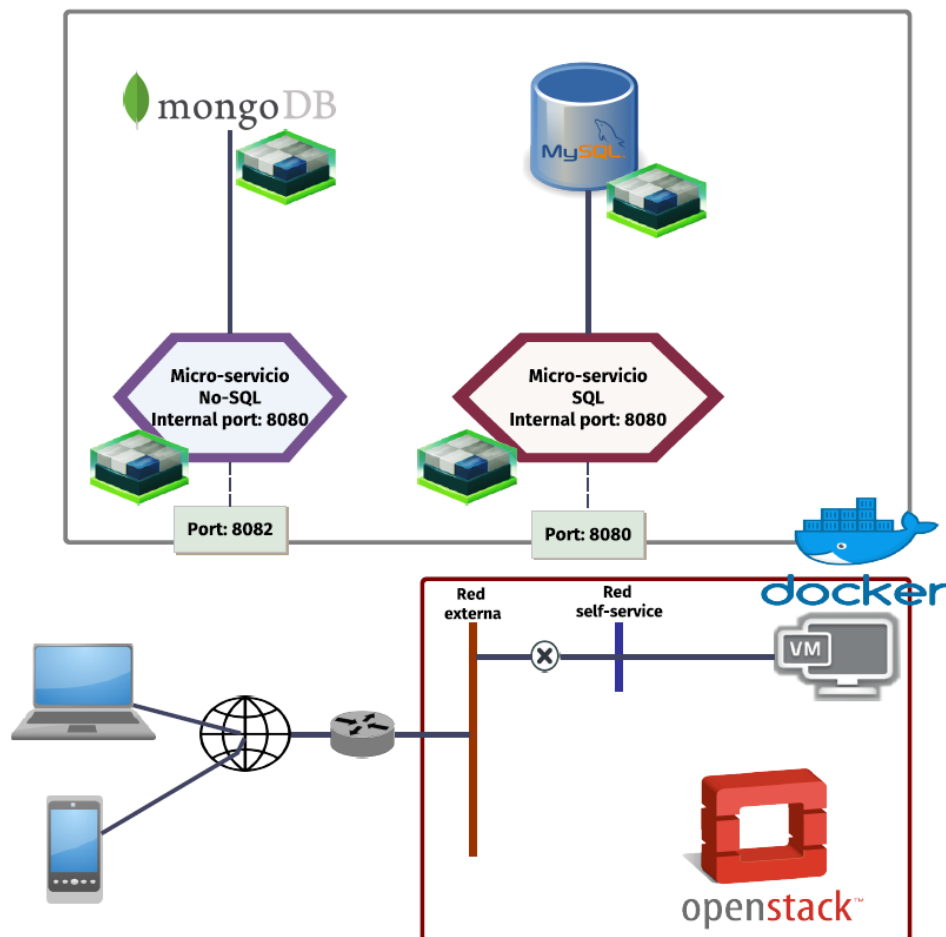 mongoDB
MySQL
Micro-servicio
No-SQL
Internal port: 8080
Micro-servicio
SQL
Internal port: 8080
Port: 8082
Port: 8080
docker
Red
externa
Red
self-service
VM
openstack™